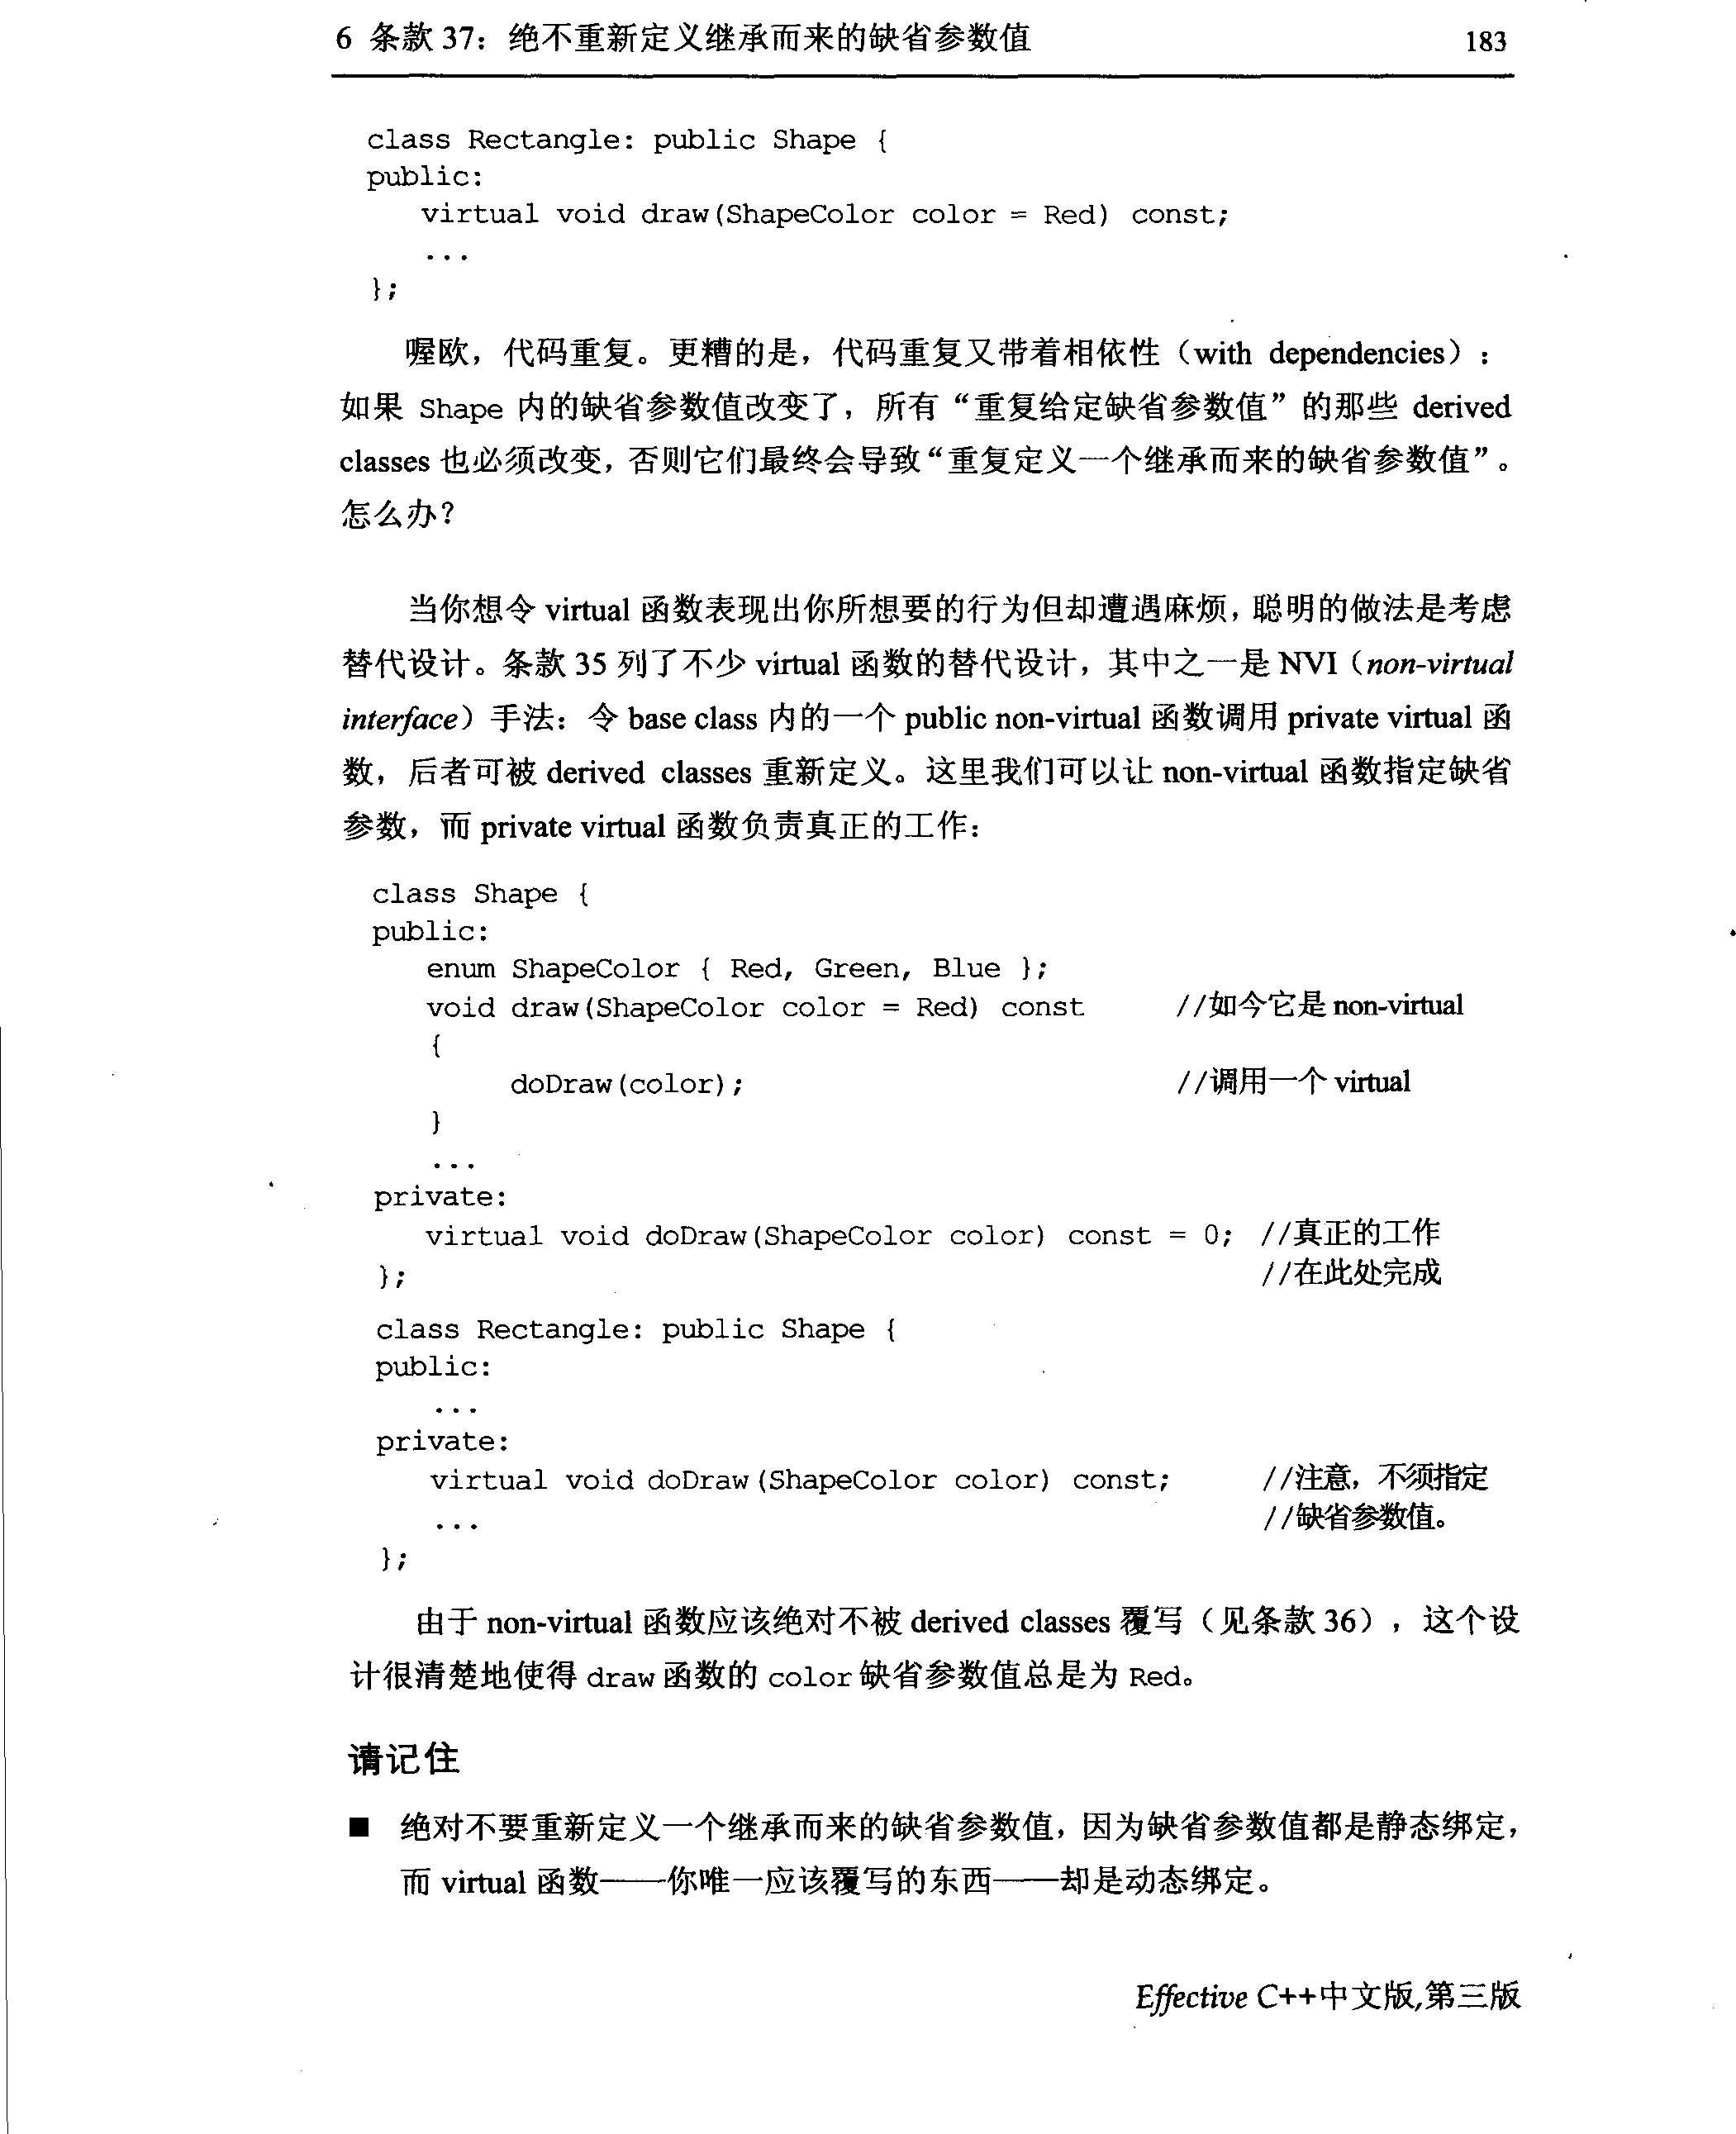 6 条款 37：绝不重新定义继承而来的缺省参数值 183
class Rectangle: public Shape {
public:
virtual void draw(ShapeColor color = Red) const;
...
};
喔欧，代码重复。更糟的是，代码重复又带着相依性（with dependencies）：
如果 Shape 内的缺省参数值改变了，所有“重复给定缺省参数值”的那些 derived
classes 也必须改变，否则它们最终会导致“重复定义一个继承而来的缺省参数值”。
怎么办？
当你想令 virtual 函数表现出你所想要的行为但却遭遇麻烦，聪明的做法是考虑
替代设计。条款 35 列了不少 virtual 函数的替代设计，其中之一是 NVI（non-virtual
interface）手法：令 base class 内的一个 public non-virtual 函数调用 private virtual 函
数，后者可被 derived classes 重新定义。这里我们可以让 non-virtual 函数指定缺省
参数，而 private virtual 函数负责真正的工作：
class Shape {
public:
enum ShapeColor { Red, Green, Blue };
void draw(ShapeColor color = Red) const //如今它是 non-virtual
{
doDraw(color); //调用一个 virtual
}
...
private:
virtual void doDraw(ShapeColor color) const = 0; //真正的工作
}; //在此处完成
class Rectangle: public Shape {
public:
...
private:
virtual void doDraw(ShapeColor color) const; //注意，不须指定
... //缺省参数值。
};
由于 non-virtual 函数应该绝对不被 derived classes 覆写（见条款 36），这个设
计很清楚地使得 draw 函数的 color 缺省参数值总是为 Red。
请记住
■ 绝对不要重新定义一个继承而来的缺省参数值，因为缺省参数值都是静态绑定，
而 virtual 函数——你唯一应该覆写的东西——却是动态绑定。
Effective C++中文版,第三版